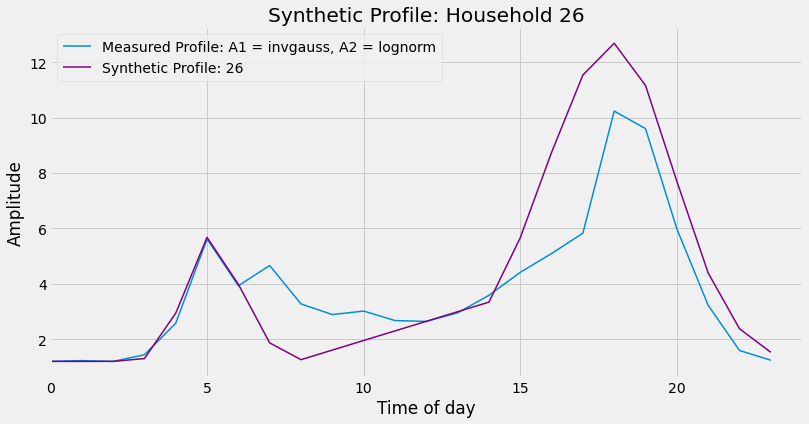 Synthetic Profile: Household 26
Measured Profile: A1 = invgauss, A2 = lognorm
Synthetic Profile: 26
Amplitude
12
10
8
6
4
2
0 5 10 15 20
Time of day